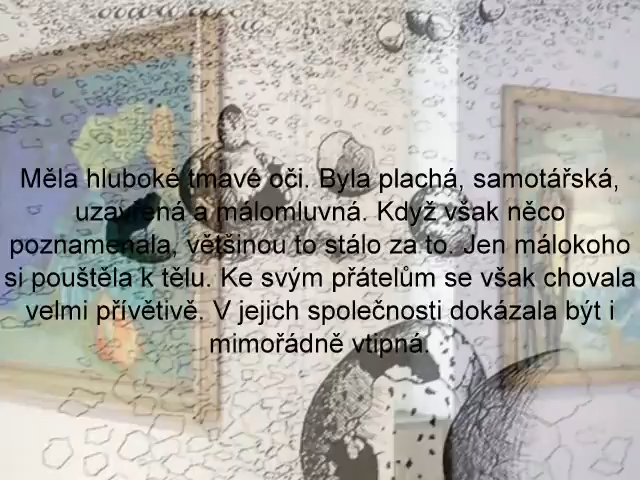 Měla hluboké tmavé oči. Byla plachá, samotářská,
uzavřená a málomluvná. Když však něco
poznamenala, většinou to stálo za to. Jen málokoho
si pouštěla k tělu. Ke svým přátelům se však chovala
velmi přívětivě. V jejich společnosti dokázala být i
mimořádně vtipná.